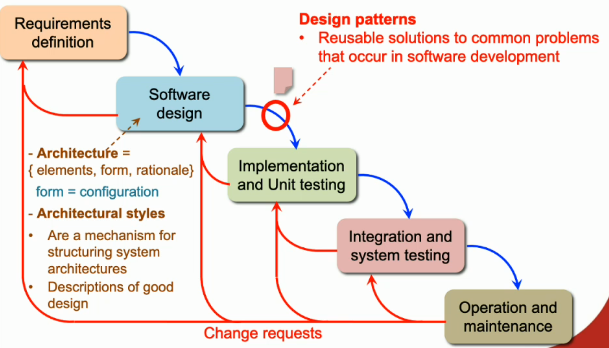 Requirements
definition
Design patterns
• Reusable solutions to common problems
that occur in software development
Software
design
- Architecture =
{ elements, form, rationale}
form = configuration
- Architectural styles
• Are a mechanism for
structuring system
architectures
• Descriptions of good
design
Implementation
and Unit testing
Integration and
system testing
Operation and
maintenance
Change requests